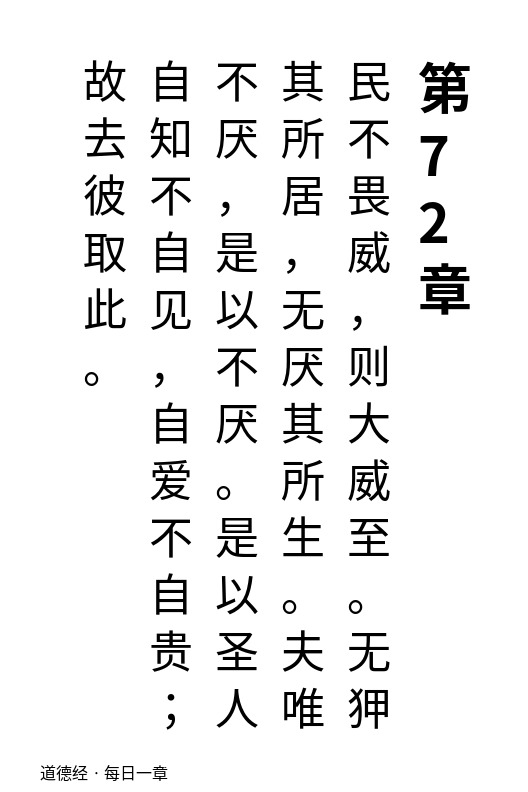 第72章
民不畏威，则大威至。无狎
其所居，无厌其所生。夫唯
不厌，是以不厌。是以圣人
自知不自见，自爱不自贵；
故去彼取此。
道德经 · 每日一章